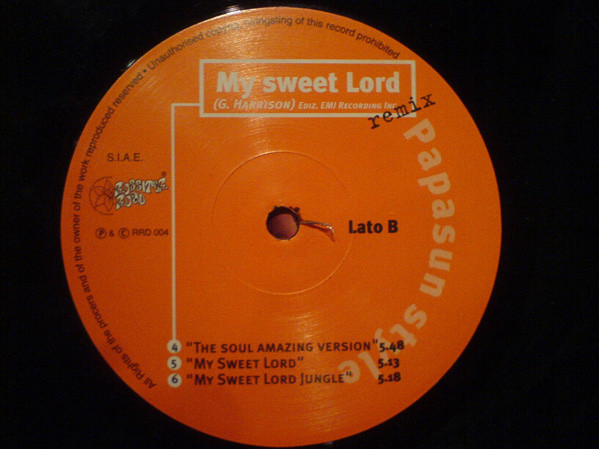 All Rights of the procers and of the owner of the work reproduced reserved • Unauthorised copying
of this record prohibited
My sweet Lord
(G. HARRISON) EDIZ. EMI RECORDING INC
remix
Papasun style
S.I.A.E.
℗ & © RRD 004
Lato B
4 "THE SOUL AMAZING VERSION" 5.48
5 "MY SWEET LORD" 5.13
6 "MY SWEET LORD JUNGLE" 5.18